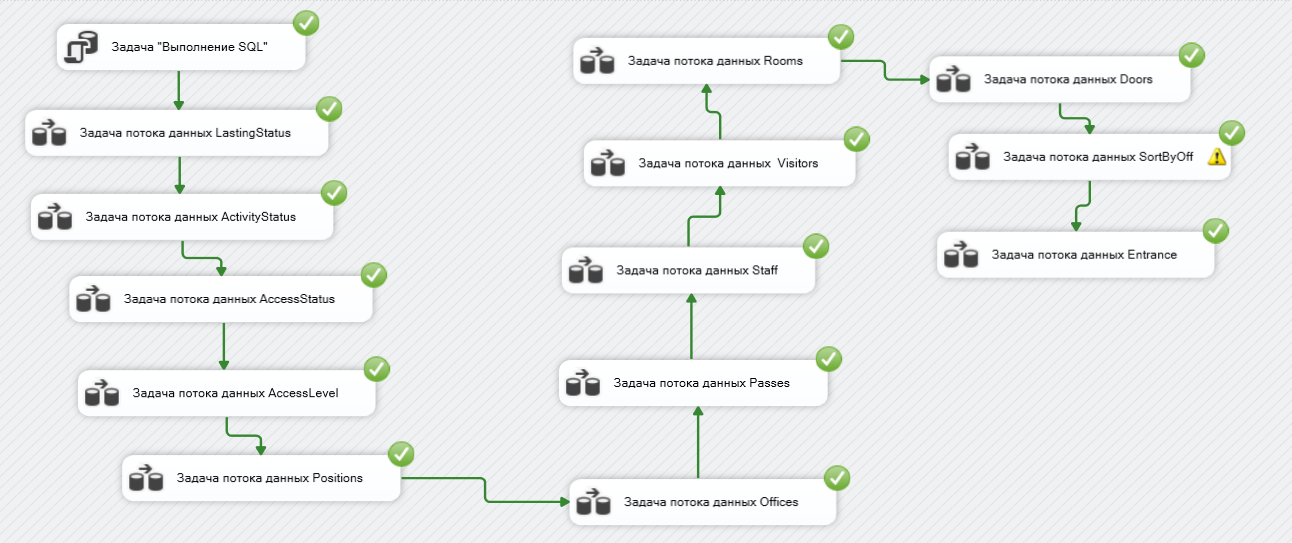 Задача "Выполнение SQL"
Задача потока данных LastingStatus
Задача потока данных ActivityStatus
Задача потока данных AccessStatus
Задача потока данных AccessLevel
Задача потока данных Positions
Задача потока данных Offices
Задача потока данных Passes
Задача потока данных Staff
Задача потока данных Visitors
Задача потока данных Rooms
Задача потока данных Doors
Задача потока данных SortByOff
Задача потока данных Entrance